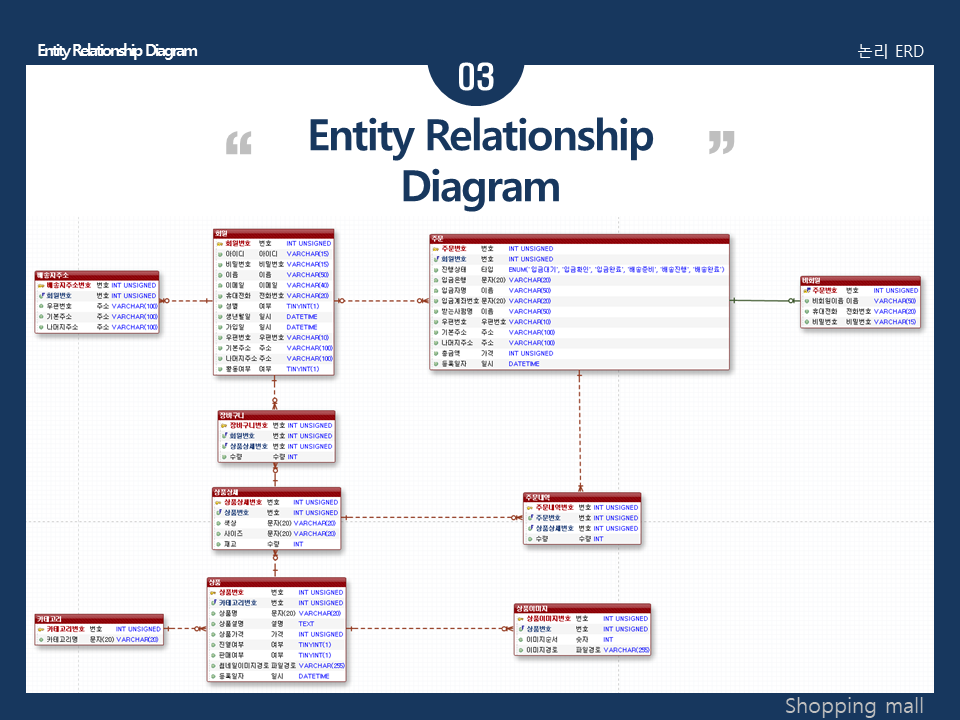 Entity Relationship Diagram
논리 ERD
03
“ Entity Relationship ”
Diagram
회원
회원번호 번호 INT UNSIGNED
아이디 아이디 VARCHAR(15)
비밀번호 비밀번호 VARCHAR(15)
이름 이름 VARCHAR(50)
이메일 이메일 VARCHAR(40)
휴대전화 전화번호 VARCHAR(20)
성별 여부 TINYINT(1)
생년월일 일시 DATETIME
가입일 일시 DATETIME
우편번호 우편번호 VARCHAR(10)
기본주소 주소 VARCHAR(100)
나머지주소 주소 VARCHAR(100)
활동여부 여부 TINYINT(1)
주문
주문번호 번호 INT UNSIGNED
회원번호 번호 INT UNSIGNED
진행상태 타입 ENUM('입금대기', '입금확인', '입금완료', '배송준비', '배송진행', '배송완료')
입금은행 문자(20) VARCHAR(20)
입금자명 이름 VARCHAR(50)
입금계좌번호 문자(20) VARCHAR(20)
받는사람명 이름 VARCHAR(50)
우편번호 우편번호 VARCHAR(10)
기본주소 주소 VARCHAR(100)
나머지주소 주소 VARCHAR(100)
총금액 가격 INT UNSIGNED
등록일자 일시 DATETIME
배송지주소
배송지주소번호 번호 INT UNSIGNED
회원번호 번호 INT UNSIGNED
우편번호 주소 VARCHAR(100)
기본주소 주소 VARCHAR(100)
나머지주소 주소 VARCHAR(100)
비회원
주문번호 번호 INT UNSIGNED
비회원이름 이름 VARCHAR(50)
휴대전화 전화번호 VARCHAR(20)
비밀번호 비밀번호 VARCHAR(15)
장바구니
장바구니번호 번호 INT UNSIGNED
회원번호 번호 INT UNSIGNED
상품상세번호 번호 INT UNSIGNED
수량 수량 INT
상품상세
상품상세번호 번호 INT UNSIGNED
상품번호 번호 INT UNSIGNED
색상 문자(20) VARCHAR(20)
사이즈 문자(20) VARCHAR(20)
재고 수량 INT
주문내역
주문내역번호 번호 INT UNSIGNED
주문번호 번호 INT UNSIGNED
상품상세번호 번호 INT UNSIGNED
수량 수량 INT
상품
상품번호 번호 INT UNSIGNED
카테고리번호 번호 INT UNSIGNED
상품명 문자(20) VARCHAR(20)
상품설명 설명 TEXT
상품가격 가격 INT UNSIGNED
진열여부 여부 TINYINT(1)
판매여부 여부 TINYINT(1)
썸네일이미지경로 파일경로 VARCHAR(255)
등록일자 일시 DATETIME
카테고리
카테고리번호 번호 INT UNSIGNED
카테고리명 문자(20) VARCHAR(20)
상품이미지
상품이미지번호 번호 INT UNSIGNED
상품번호 번호 INT UNSIGNED
이미지순서 숫자 INT
이미지경로 파일경로 VARCHAR(255)
Shopping mall